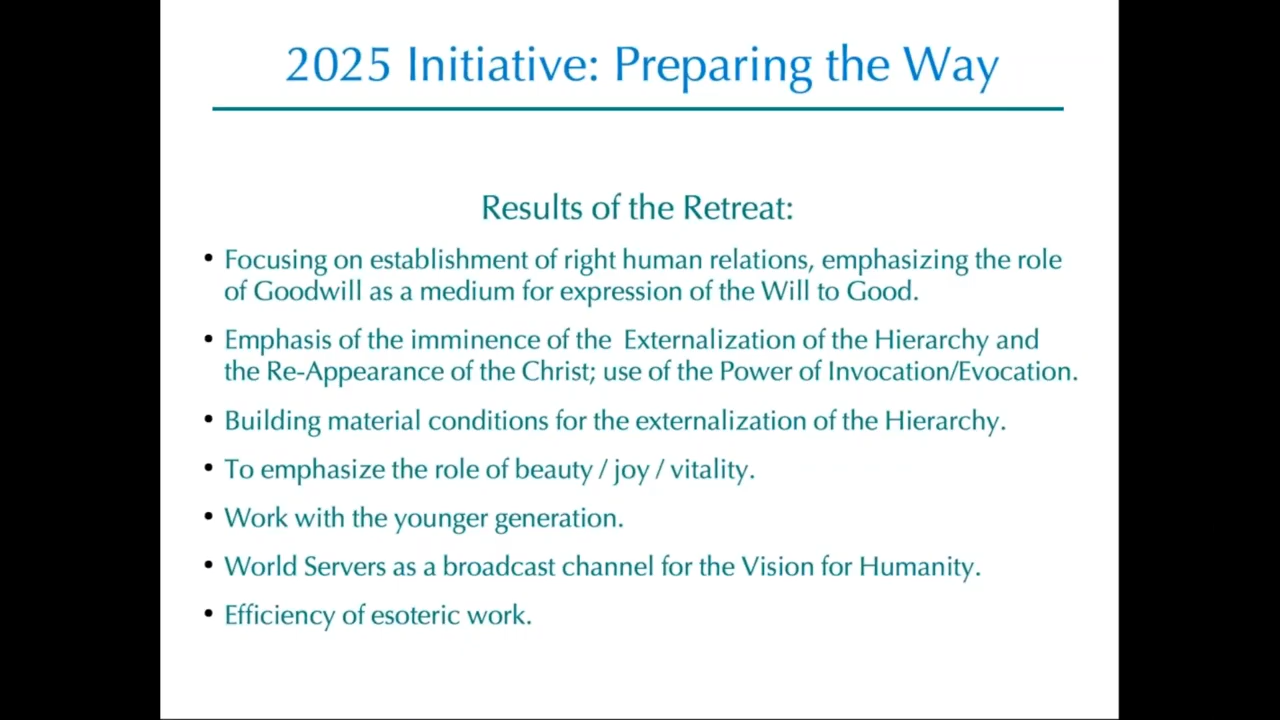 2025 Initiative: Preparing the Way
Results of the Retreat:
• Focusing on establishment of right human relations, emphasizing the role
of Goodwill as a medium for expression of the Will to Good.
• Emphasis of the imminence of the  Externalization of the Hierarchy and
the Re-Appearance of the Christ; use of the Power of Invocation/Evocation.
• Building material conditions for the externalization of the Hierarchy.
• To emphasize the role of beauty / joy / vitality.
• Work with the younger generation.
• World Servers as a broadcast channel for the Vision for Humanity.
• Efficiency of esoteric work.